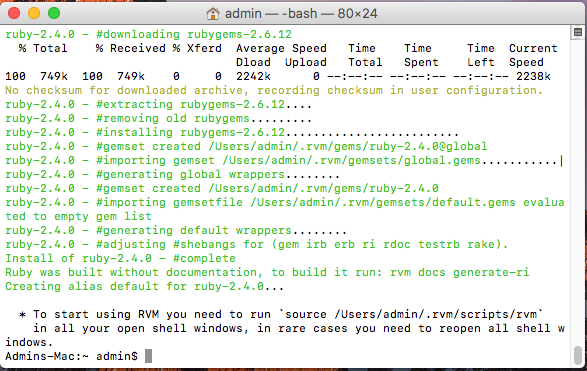 admin — -bash — 80×24
ruby-2.4.0 - #downloading rubygems-2.6.12
  % Total    % Received % Xferd  Average Speed   Time    Time     Time  Current
                                 Dload  Upload   Total   Spent    Left  Speed
100  749k  100  749k    0     0  2242k      0 --:--:-- --:--:-- --:--:-- 2238k
No checksum for downloaded archive, recording checksum in user configuration.
ruby-2.4.0 - #extracting rubygems-2.6.12....
ruby-2.4.0 - #removing old rubygems.........
ruby-2.4.0 - #installing rubygems-2.6.12.........................
ruby-2.4.0 - #gemset created /Users/admin/.rvm/gems/ruby-2.4.0@global
ruby-2.4.0 - #importing gemset /Users/admin/.rvm/gemsets/global.gems...........|
ruby-2.4.0 - #generating global wrappers........
ruby-2.4.0 - #gemset created /Users/admin/.rvm/gems/ruby-2.4.0
ruby-2.4.0 - #importing gemsetfile /Users/admin/.rvm/gemsets/default.gems evalua
ted to empty gem list
ruby-2.4.0 - #generating default wrappers........
ruby-2.4.0 - #adjusting #shebangs for (gem irb erb ri rdoc testrb rake).
Install of ruby-2.4.0 - #complete
Ruby was built without documentation, to build it run: rvm docs generate-ri
Creating alias default for ruby-2.4.0...
  * To start using RVM you need to run `source /Users/admin/.rvm/scripts/rvm`
    in all your open shell windows, in rare cases you need to reopen all shell w
indows.
Admins-Mac:~ admin$